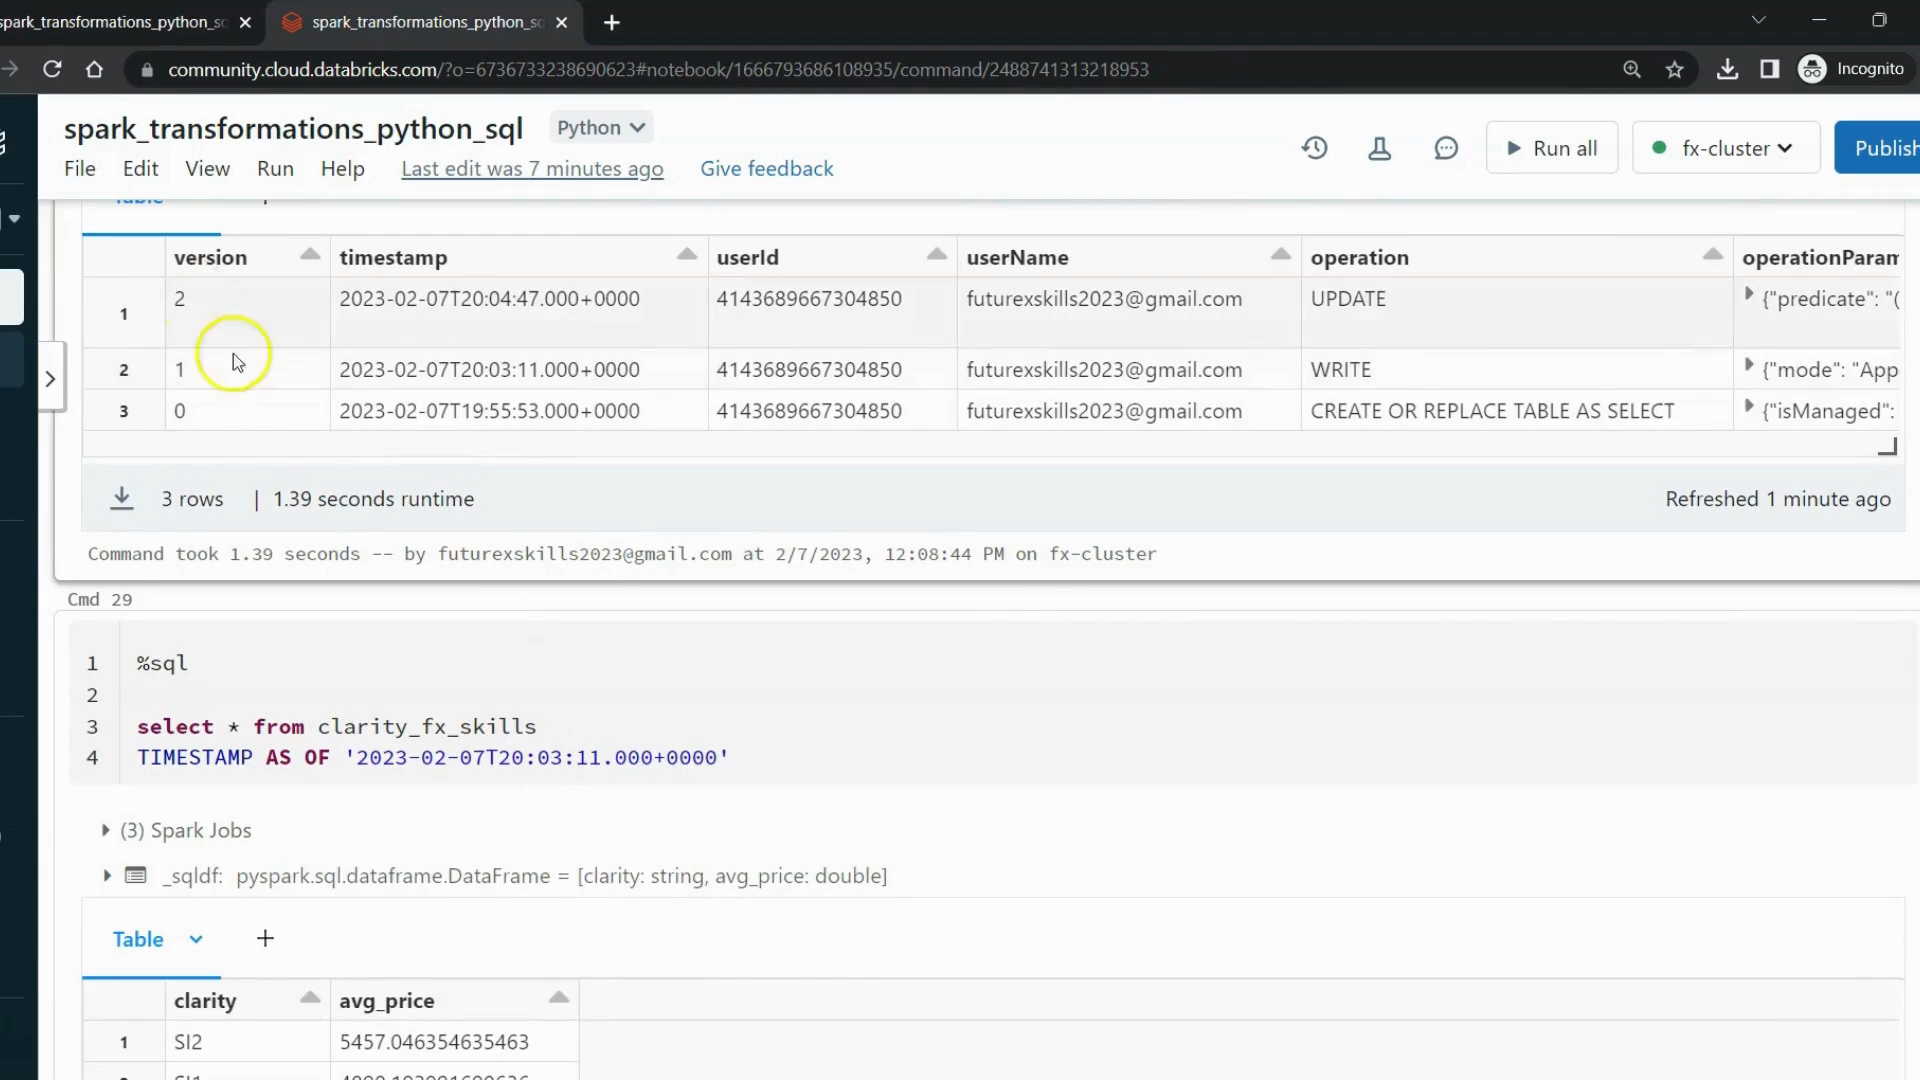 spark_transformations_python_sq
spark_transformations_python_s
community.cloud.databricks.com/?o=6736733238690623#notebook/1666793686108935/command/2488741313218953
Incognito
spark_transformations_python_sql
Python
File Edit View Run Help Last edit was 7 minutes ago Give feedback
Run all
fx-cluster
Publish
Table
version timestamp userId userName operation operationParam
1 2 2023-02-07T20:04:47.000+0000 4143689667304850 futurexskills2023@gmail.com UPDATE {"predicate": "(
2 1 2023-02-07T20:03:11.000+0000 4143689667304850 futurexskills2023@gmail.com WRITE {"mode": "App
3 0 2023-02-07T19:55:53.000+0000 4143689667304850 futurexskills2023@gmail.com CREATE OR REPLACE TABLE AS SELECT {"isManaged":
3 rows | 1.39 seconds runtime
Refreshed 1 minute ago
Command took 1.39 seconds -- by futurexskills2023@gmail.com at 2/7/2023, 12:08:44 PM on fx-cluster
Cmd 29
1 %sql
2
3 select * from clarity_fx_skills
4 TIMESTAMP AS OF '2023-02-07T20:03:11.000+0000'
(3) Spark Jobs
_sqldf: pyspark.sql.dataframe.DataFrame = [clarity: string, avg_price: double]
Table +
clarity avg_price
1 SI2 5457.046354635463